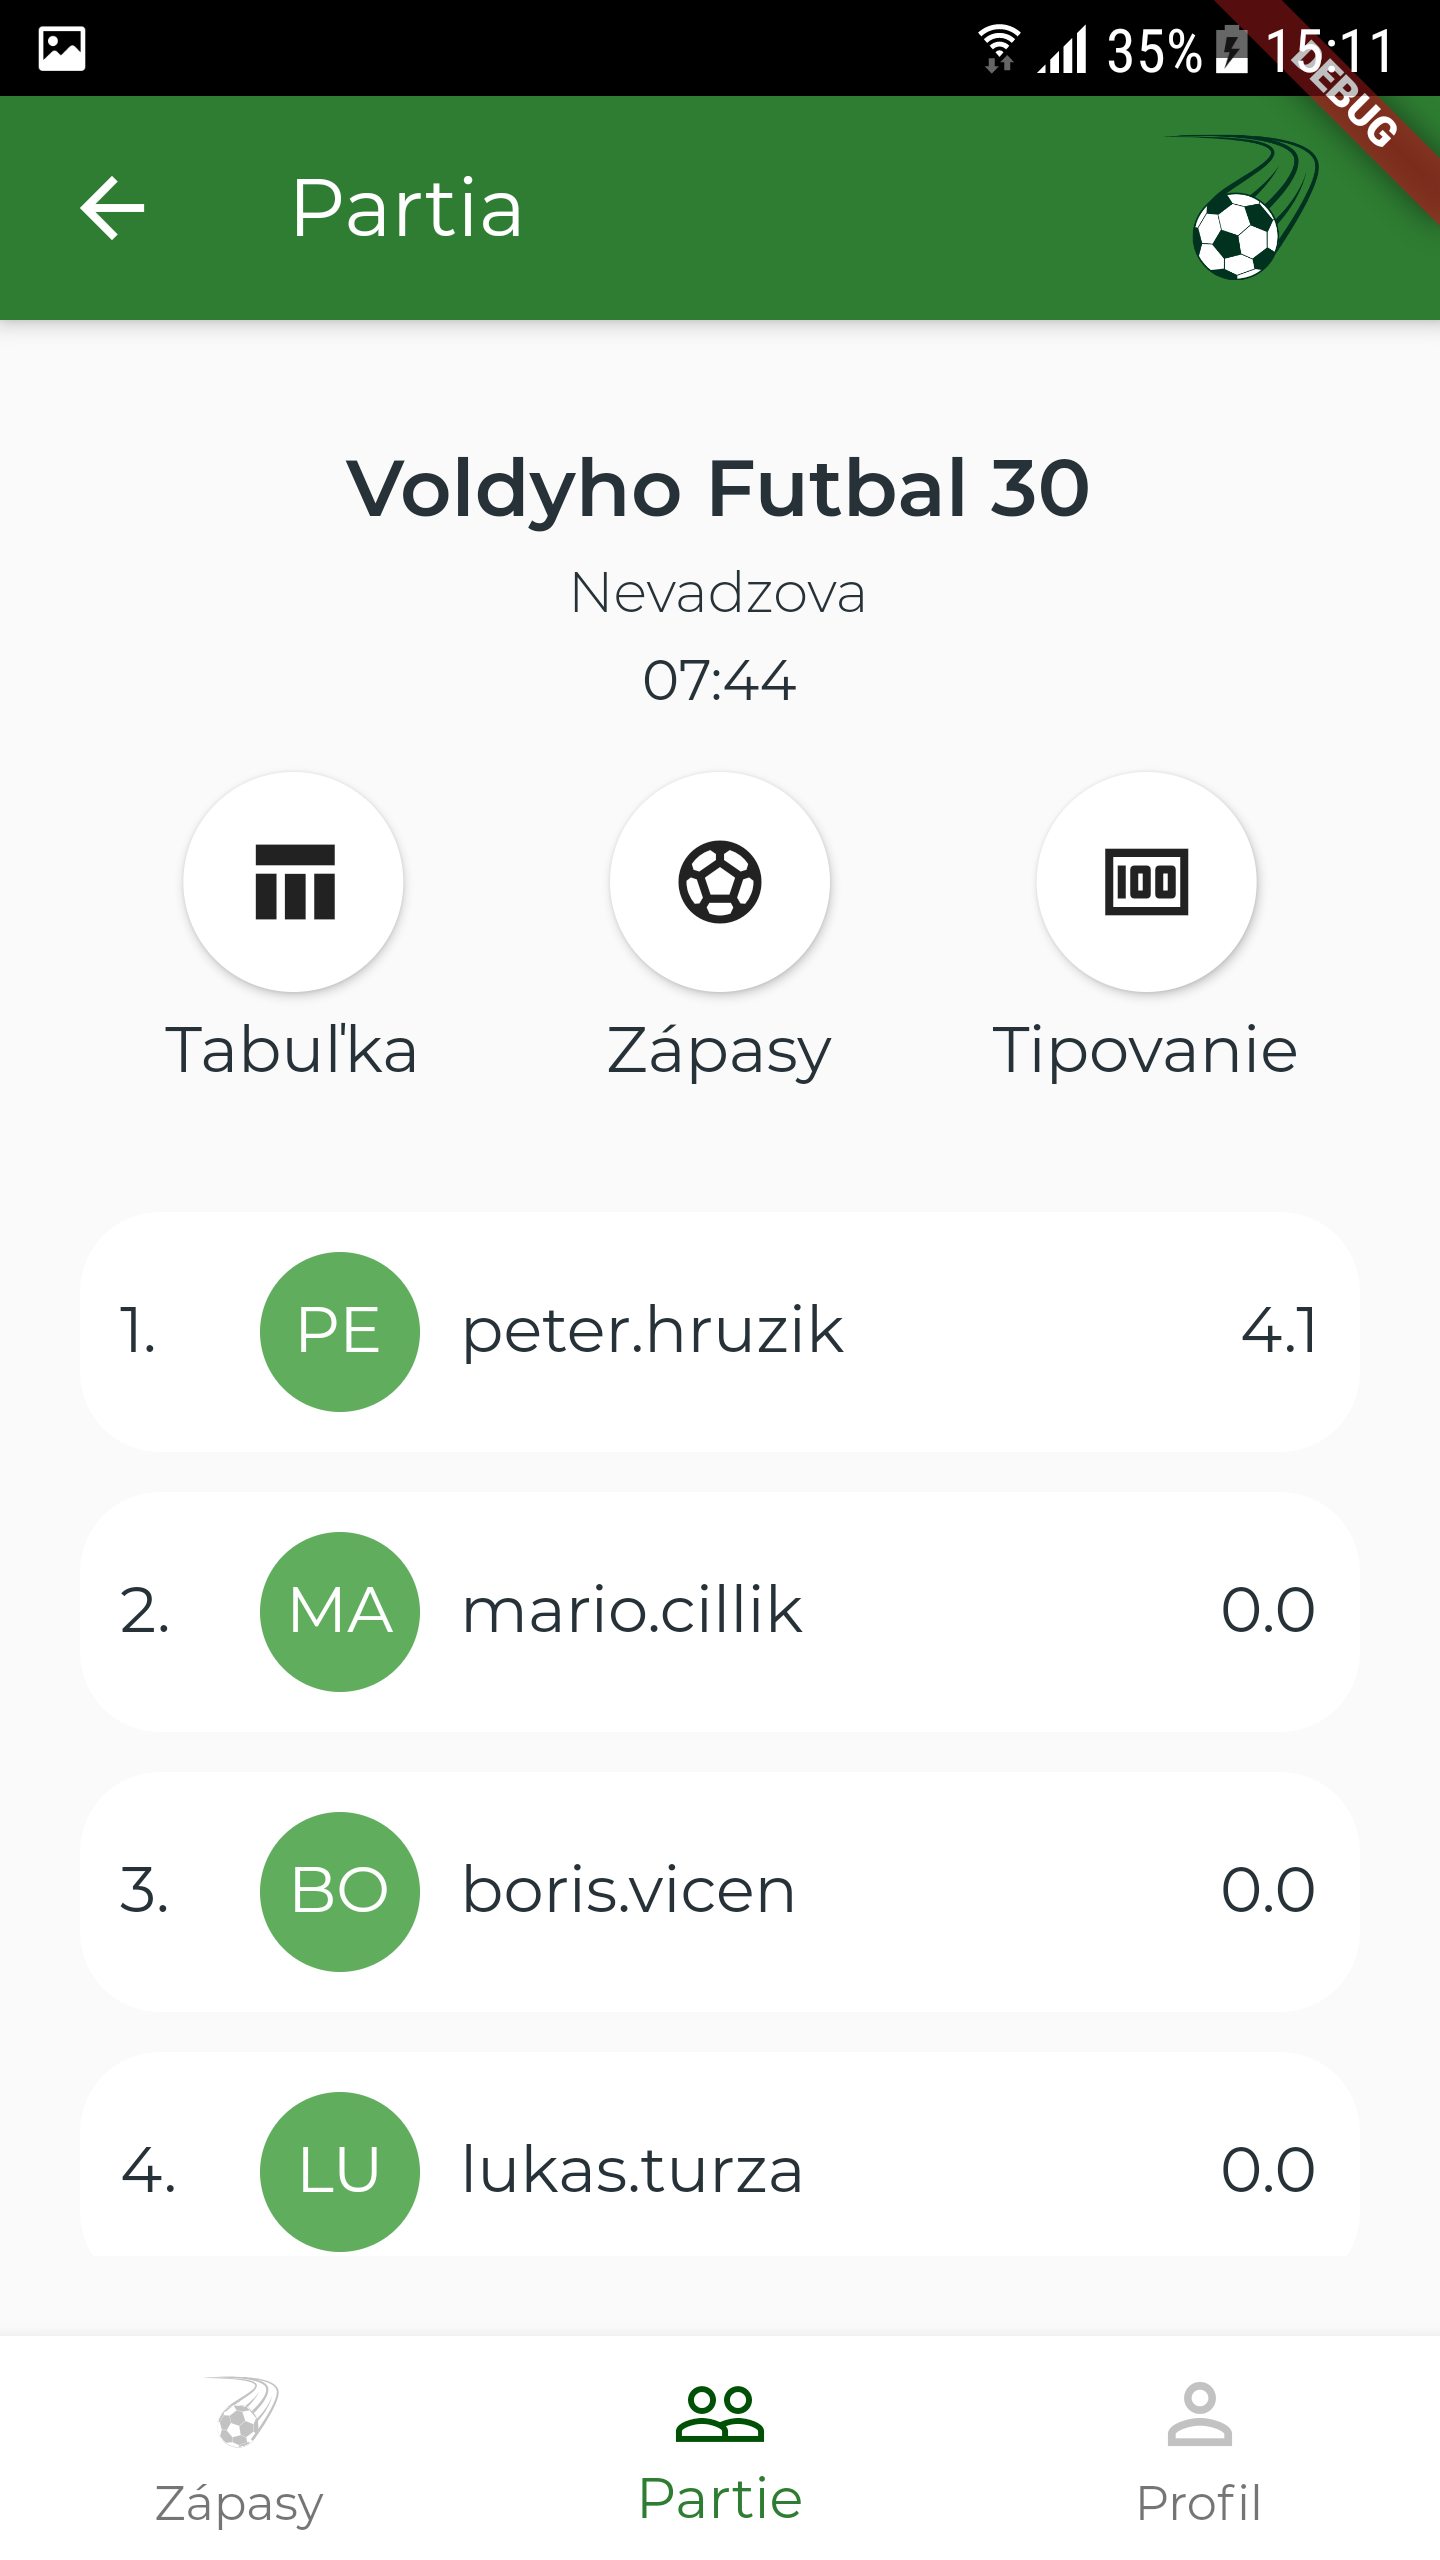 35% 15:11
DEBUG
Partia
Voldyho Futbal 30
Nevadzova
07:44
Tabuľka Zápasy Tipovanie
1. PE peter.hruzik 4.1
2. MA mario.cillik 0.0
3. BO boris.vicen 0.0
4. LU lukas.turza 0.0
Zápasy Partie Profil